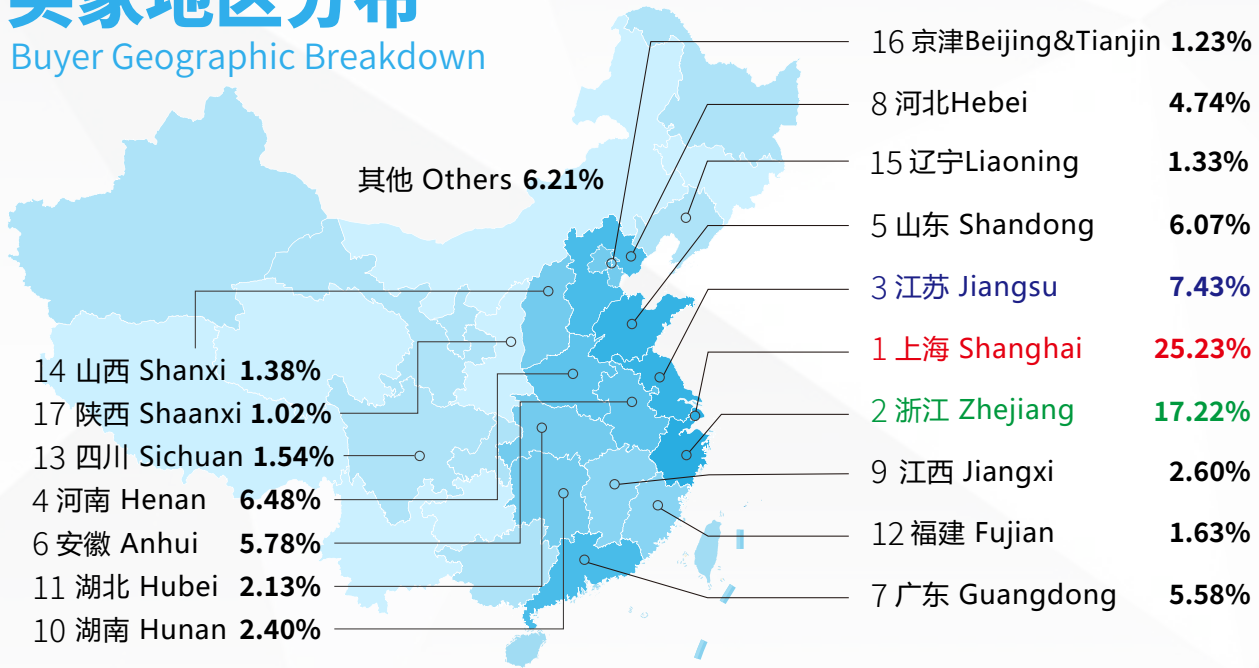 买家地区分布
Buyer Geographic Breakdown
其他 Others 6.21%
16 京津Beijing&Tianjin 1.23%
8 河北Hebei 4.74%
15 辽宁Liaoning 1.33%
5 山东 Shandong 6.07%
3 江苏 Jiangsu 7.43%
1 上海 Shanghai 25.23%
2 浙江 Zhejiang 17.22%
9 江西 Jiangxi 2.60%
12 福建 Fujian 1.63%
7 广东 Guangdong 5.58%
14 山西 Shanxi 1.38%
17 陕西 Shaanxi 1.02%
13 四川 Sichuan 1.54%
4 河南 Henan 6.48%
6 安徽 Anhui 5.78%
11 湖北 Hubei 2.13%
10 湖南 Hunan 2.40%